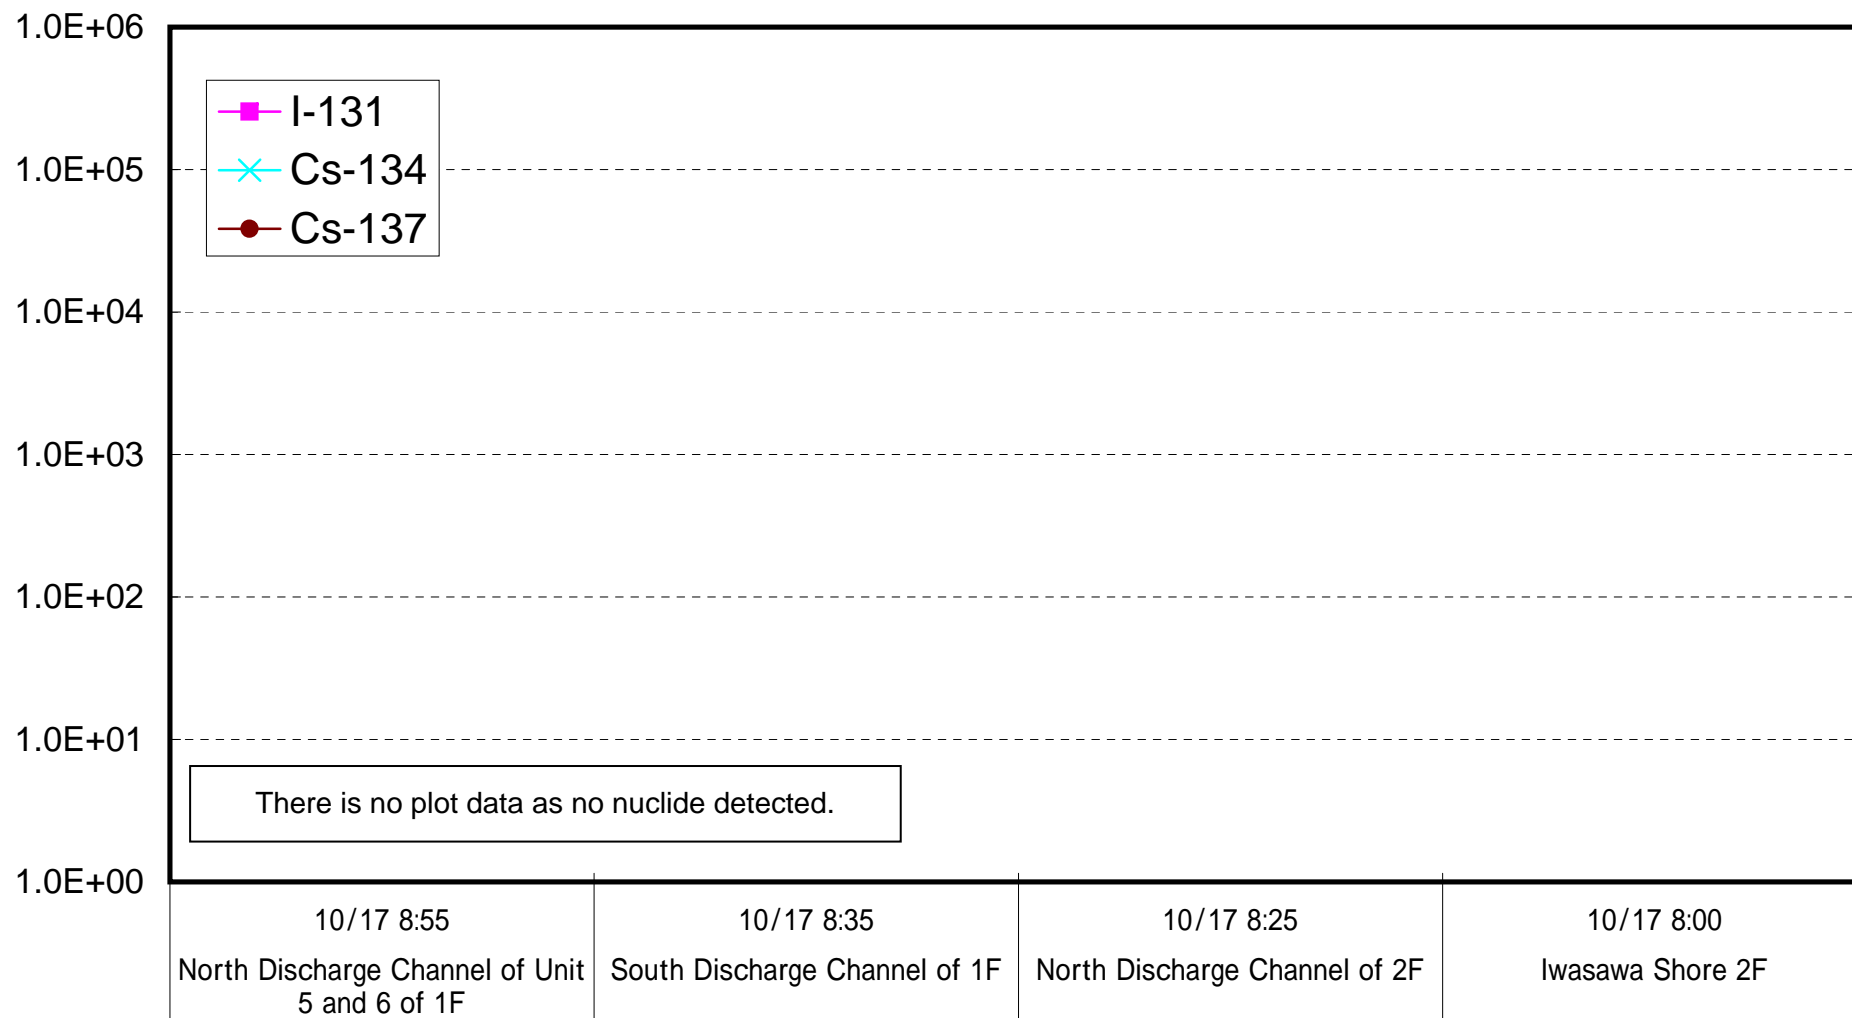 1.0E+06
1.0E+05
1.0E+04
1.0E+03
1.0E+02
1.0E+01
1.0E+00
I-131
Cs-134
Cs-137
There is no plot data as no nuclide detected.
10/17 8:55
10/17 8:35
10/17 8:25
10/17 8:00
North Discharge Channel of Unit
5 and 6 of 1F
South Discharge Channel of 1F
North Discharge Channel of 2F
Iwasawa Shore 2F